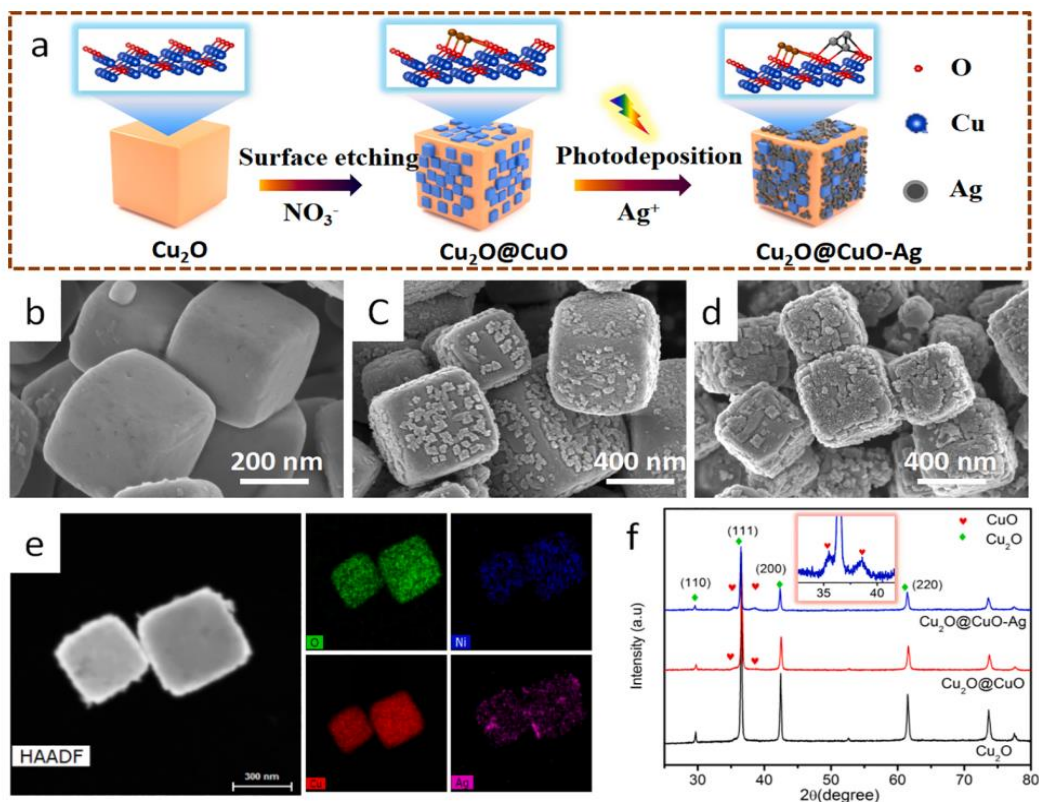 a
O
Cu
Ag
Surface etching
NO₃⁻
Photodeposition
Ag⁺
Cu₂O
Cu₂O@CuO
Cu₂O@CuO-Ag
b
200 nm
C
400 nm
d
400 nm
e
HAADF
300 nm
O
Ni
Cu
Ag
f
CuO
Cu₂O
(110)
(111)
(200)
(220)
35 40
Cu₂O@CuO-Ag
Cu₂O@CuO
Cu₂O
Intensity (a.u)
30 40 50 60 70 80
2θ(degree)